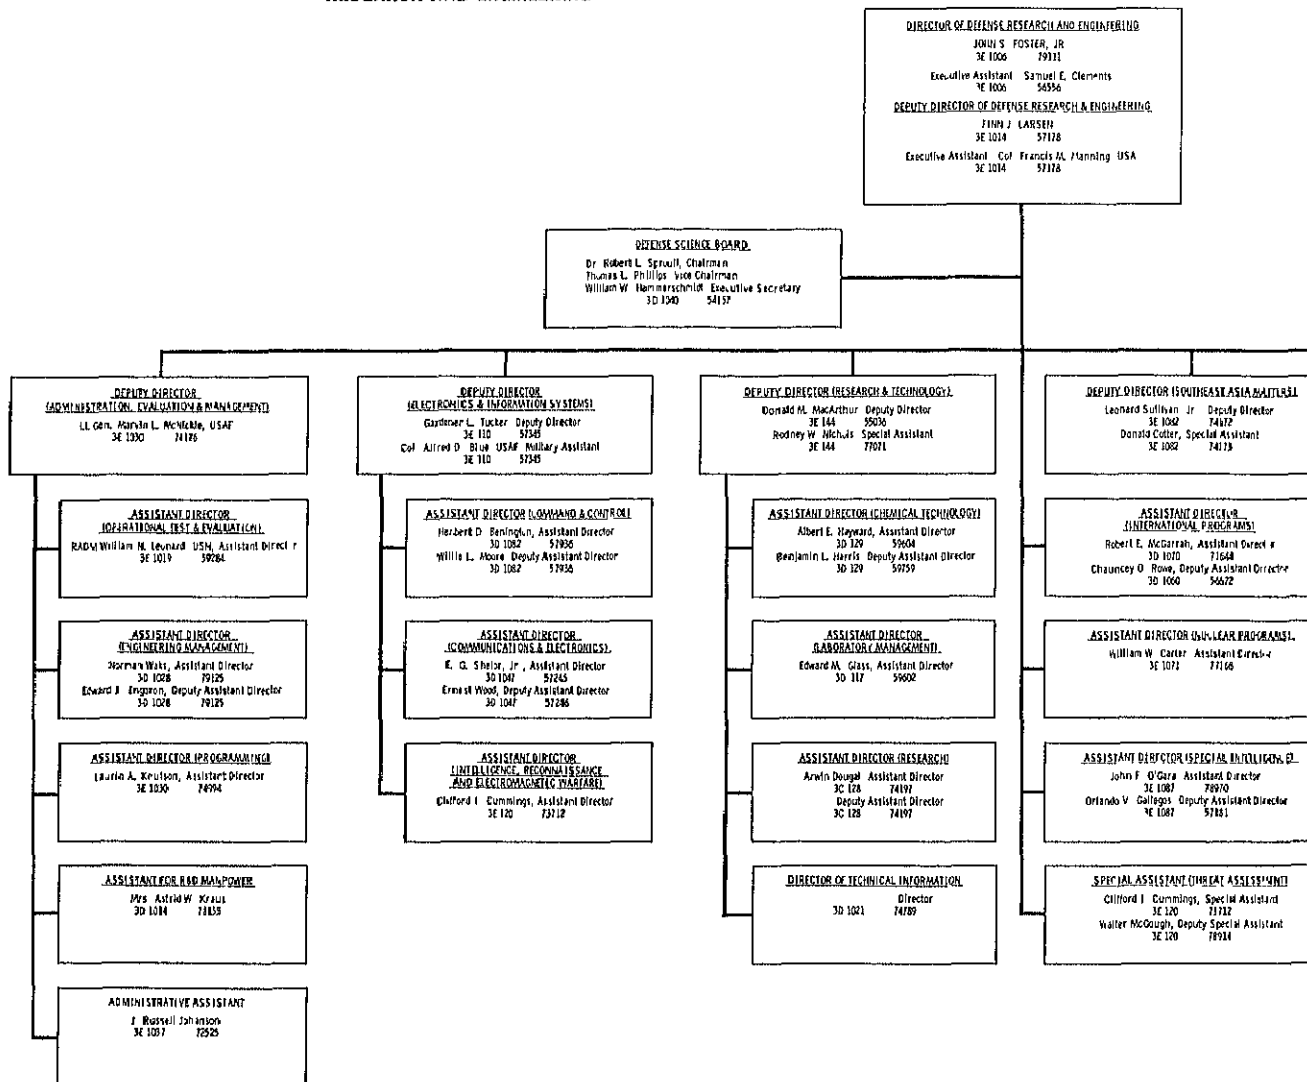 DIRECTOR OF DEFENSE RESEARCH AND ENGINEERING
JOHN S. FOSTER, JR
3E 1006 79111
Executive Assistant Samuel E. Clements
3E 1006 56556
DEPUTY DIRECTOR OF DEFENSE RESEARCH & ENGINEERING
FINN J. LARSEN
3E 1014 57178
Executive Assistant Col Francis M. Manning USA
3E 1014 57178
DEFENSE SCIENCE BOARD
Dr Robert L. Sproull, Chairman
Thomas L. Phillips Vice Chairman
William W. Hammerschmidt Executive Secretary
3D 1040 54157
DEPUTY DIRECTOR
(ADMINISTRATION, EVALUATION & MANAGEMENT)
Lt Gen. Marvin L. McNickle, USAF
3E 1030 74176
ASSISTANT DIRECTOR
(OPERATIONAL TEST & EVALUATION)
RADM William N. Leonard USN, Assistant Director
3E 1019 59284
ASSISTANT DIRECTOR
(ENGINEERING MANAGEMENT)
Norman Waks, Assistant Director
3D 1028 79125
Edward J. Engoron, Deputy Assistant Director
3D 1028 79125
ASSISTANT DIRECTOR (PROGRAMMING)
Laurin A. Knutson, Assistant Director
3E 1030 74994
ASSISTANT FOR R&D MANPOWER
Mrs Astrid W. Kraus
3D 1014
ADMINISTRATIVE ASSISTANT
J Russell Johanson
3E 1037 72525
DEPUTY DIRECTOR
(ELECTRONICS & INFORMATION SYSTEMS)
Gardener L. Tucker Deputy Director
3E 110 57345
Col Alfred D. Blue USAF Military Assistant
3E 110 57345
ASSISTANT DIRECTOR (COMMAND & CONTROL)
Herbert D Benington, Assistant Director
3D 1082 57936
Willis L. Moore Deputy Assistant Director
3D 1082 57936
ASSISTANT DIRECTOR
(COMMUNICATIONS & ELECTRONICS)
E. G. Shelor, Jr, Assistant Director
3D 1047 57245
Ernest Wood, Deputy Assistant Director
3D 1047 57286
ASSISTANT DIRECTOR
(INTELLIGENCE, RECONNAISSANCE
AND ELECTROMAGNETIC WARFARE)
Clifford I Cummings, Assistant Director
3E 120 73712
DEPUTY DIRECTOR (RESEARCH & TECHNOLOGY)
Donald M. MacArthur Deputy Director
3E 144 55036
Rodney W. Nichols Special Assistant
3E 144 77071
ASSISTANT DIRECTOR (CHEMICAL TECHNOLOGY)
Albert E. Hayward, Assistant Director
3D 129 59604
Benjamin L. Harris Deputy Assistant Director
3D 129 59759
ASSISTANT DIRECTOR
(LABORATORY MANAGEMENT)
Edward M. Glass, Assistant Director
3D 117 59602
ASSISTANT DIRECTOR (RESEARCH)
Arwin Dougal Assistant Director
3C 128 74197
Deputy Assistant Director
3C 128 74197
DIRECTOR OF TECHNICAL INFORMATION
Director
3D 1021 74789
DEPUTY DIRECTOR (SOUTHEAST ASIA MATTERS)
Leonard Sullivan Jr Deputy Director
3E 1082
Donald Cotter, Special Assistant
3E 1082 74173
ASSISTANT DIRECTOR
(INTERNATIONAL PROGRAMS)
Robert E. McGarrah, Assistant Director
3D 1070 71644
Chauncey O Rowe, Deputy Assistant Director
3D 1060 56672
ASSISTANT DIRECTOR (NUCLEAR PROGRAMS)
William W. Carter Assistant Director
3E 1071 77166
ASSISTANT DIRECTOR (SPECIAL INTELLIGENCE)
John F O'Gara Assistant Director
3E 1087 78970
Orlando V Gallegos Deputy Assistant Director
3E 1087 57881
SPECIAL ASSISTANT (THREAT ASSESSMENT)
Clifford I Cummings, Special Assistant
3E 120 73712
Walter McGough, Deputy Special Assistant
3E 120 78914